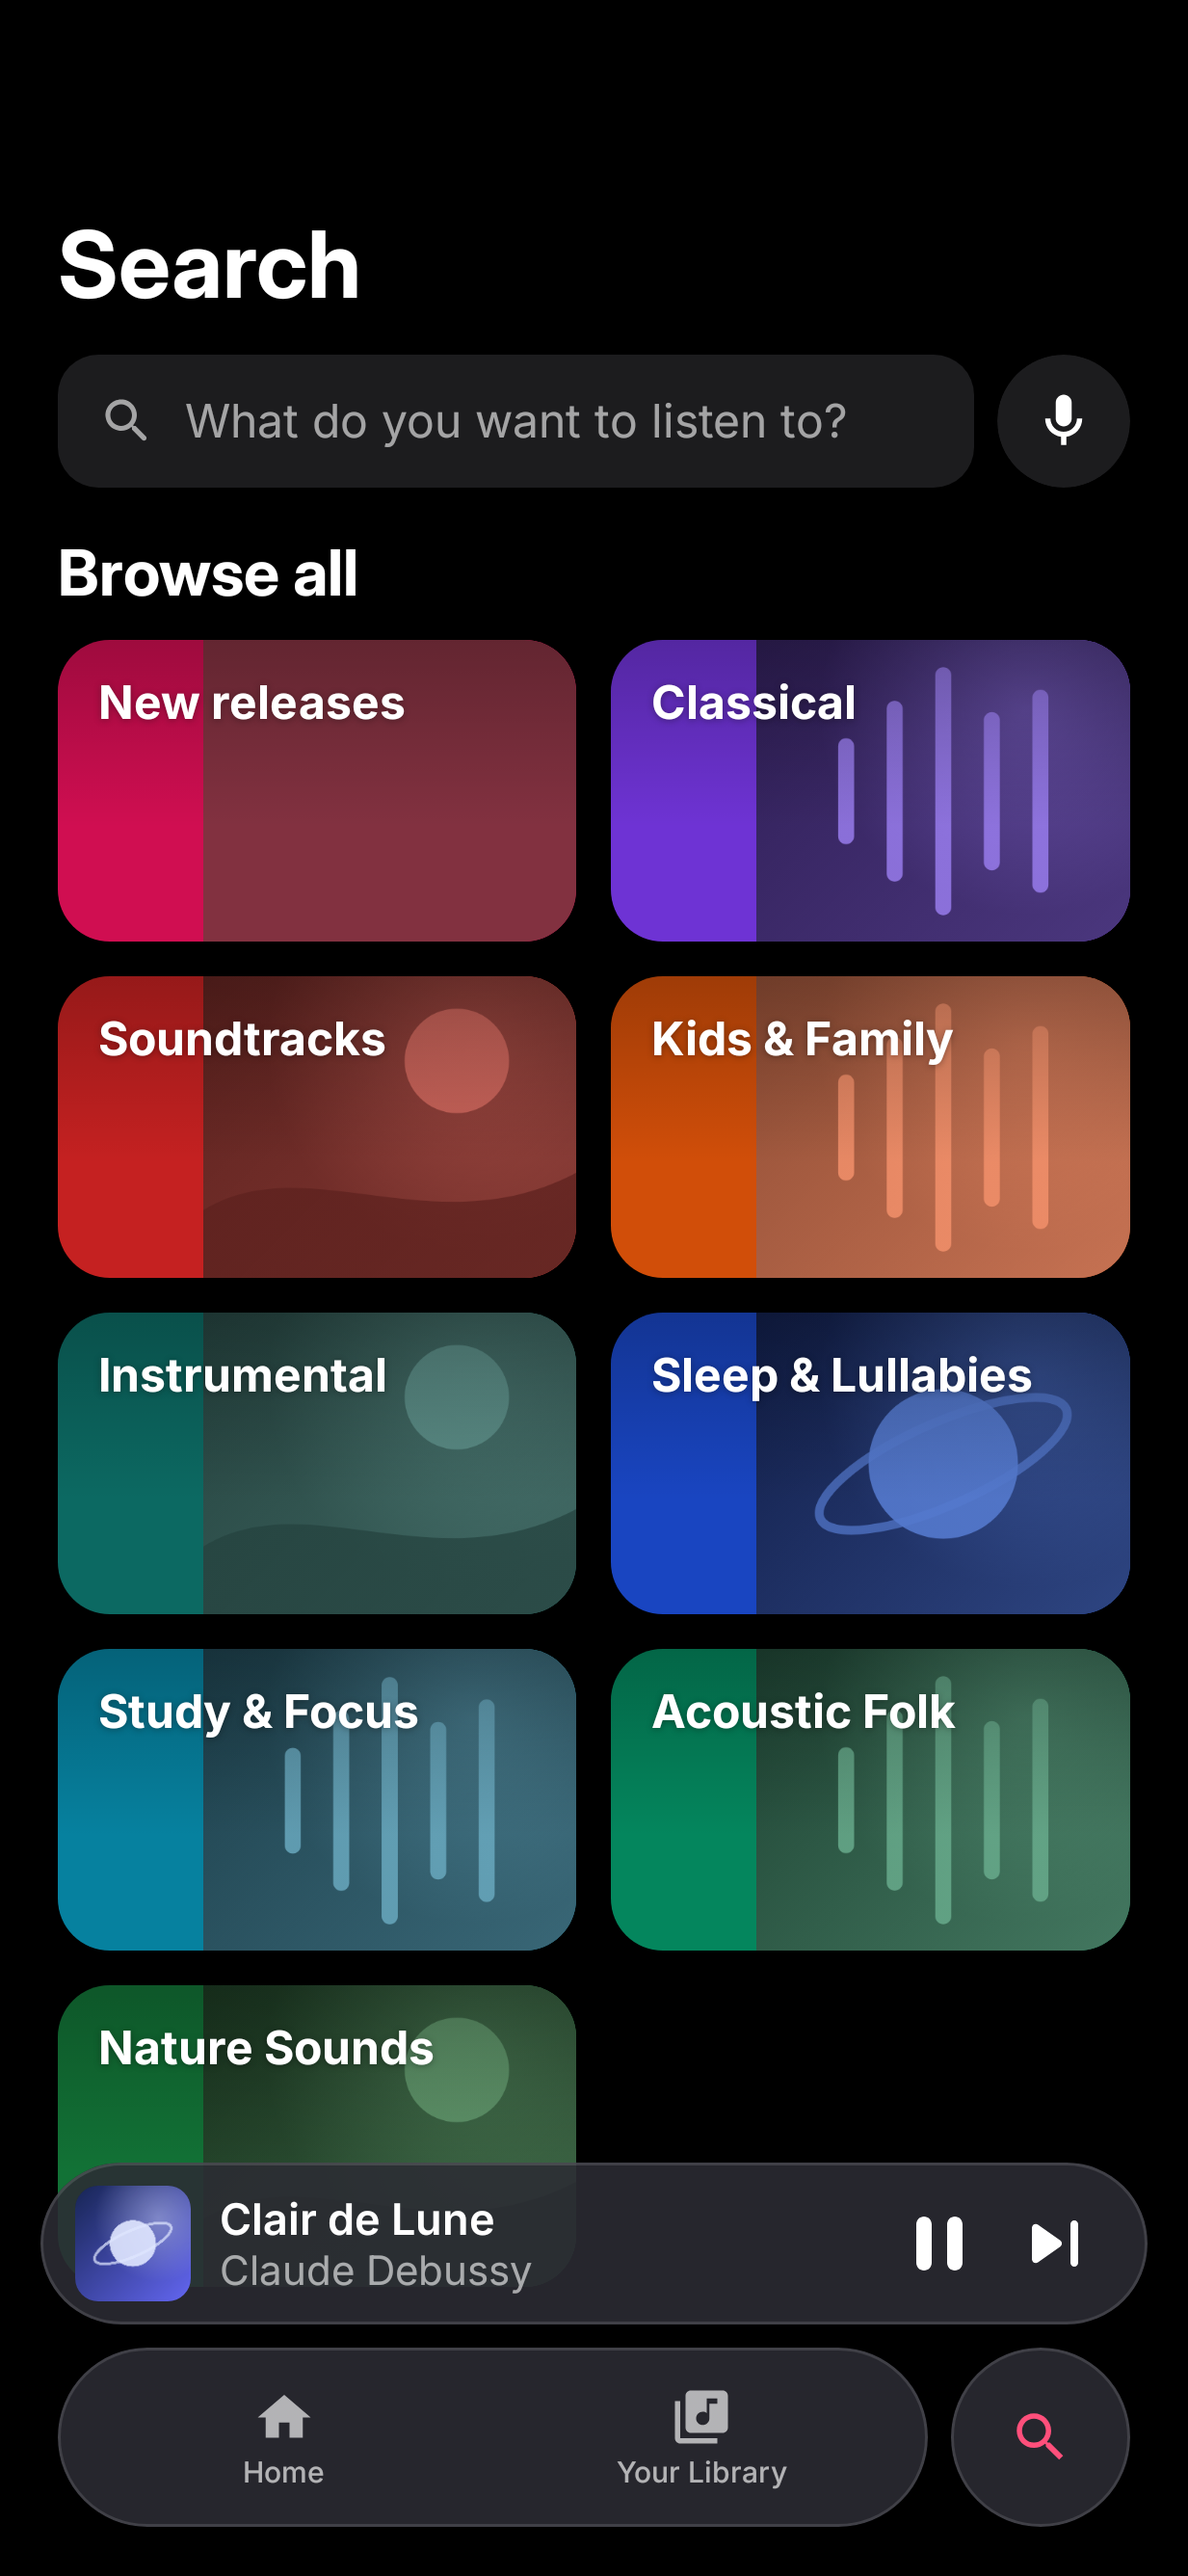 Search
What do you want to listen to?
Browse all
New releases
Classical
Soundtracks
Kids & Family
Instrumental
Sleep & Lullabies
Study & Focus
Acoustic Folk
Nature Sounds
Clair de Lune
Claude Debussy
Home
Your Library